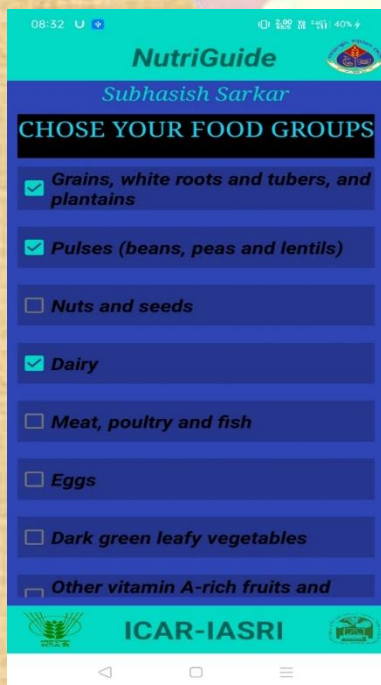 08:32
40%
NutriGuide
Subhasish Sarkar
CHOSE YOUR FOOD GROUPS
Grains, white roots and tubers, and
plantains
Pulses (beans, peas and lentils)
Nuts and seeds
Dairy
Meat, poultry and fish
Eggs
Dark green leafy vegetables
Other vitamin A-rich fruits and
ICAR-IASRI